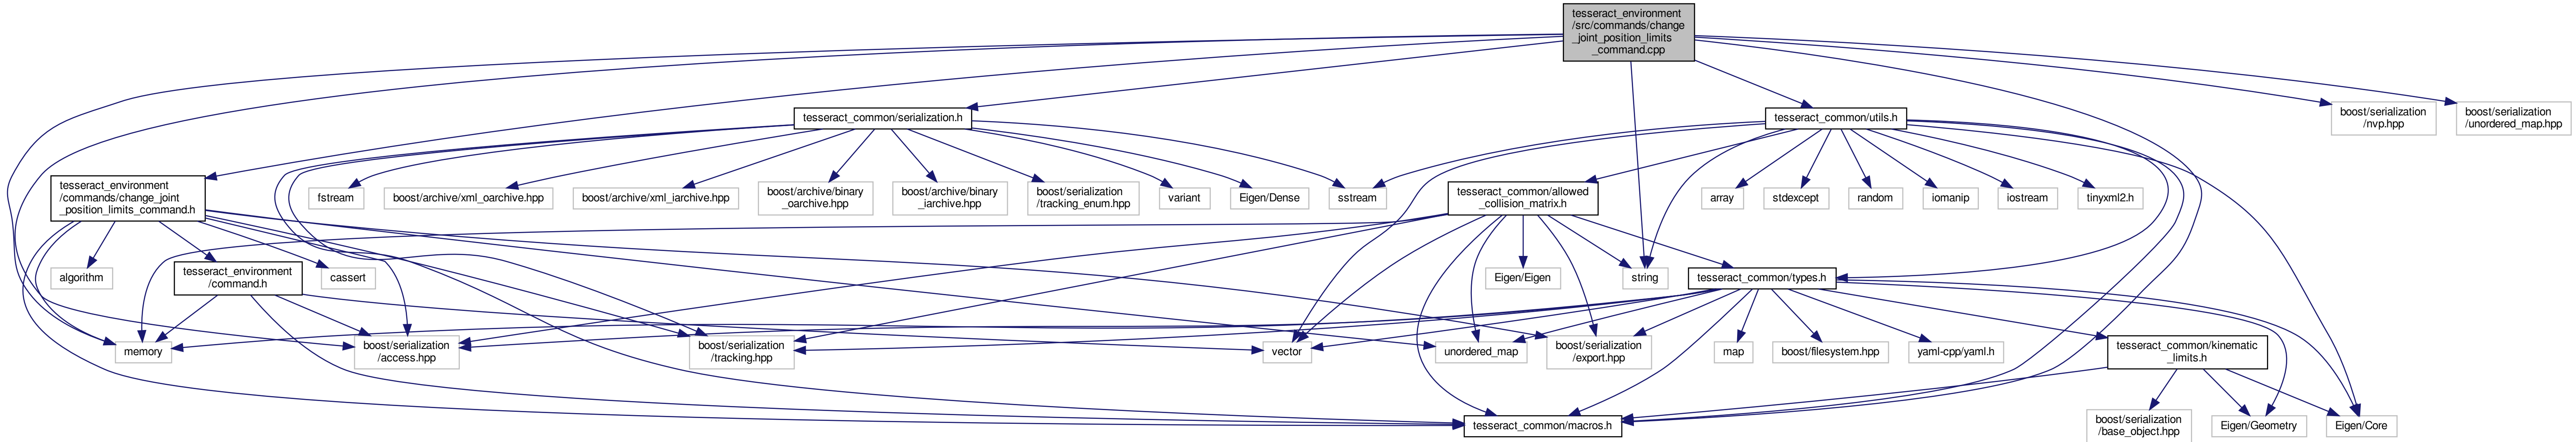 tesseract_environment
/src/commands/change
_joint_position_limits
_command.cpp
tesseract_common/serialization.h
tesseract_common/utils.h
boost/serialization
/nvp.hpp
boost/serialization
/unordered_map.hpp
tesseract_environment
/commands/change_joint
_position_limits_command.h
fstream
boost/archive/xml_oarchive.hpp
boost/archive/xml_iarchive.hpp
boost/archive/binary
_oarchive.hpp
boost/archive/binary
_iarchive.hpp
boost/serialization
/tracking_enum.hpp
variant
Eigen/Dense
sstream
tesseract_common/allowed
_collision_matrix.h
array
stdexcept
random
iomanip
iostream
tinyxml2.h
algorithm
tesseract_environment
/command.h
cassert
Eigen/Eigen
string
tesseract_common/types.h
memory
boost/serialization
/access.hpp
boost/serialization
/tracking.hpp
vector
unordered_map
boost/serialization
/export.hpp
map
boost/filesystem.hpp
yaml-cpp/yaml.h
tesseract_common/kinematic
_limits.h
tesseract_common/macros.h
boost/serialization
/base_object.hpp
Eigen/Geometry
Eigen/Core